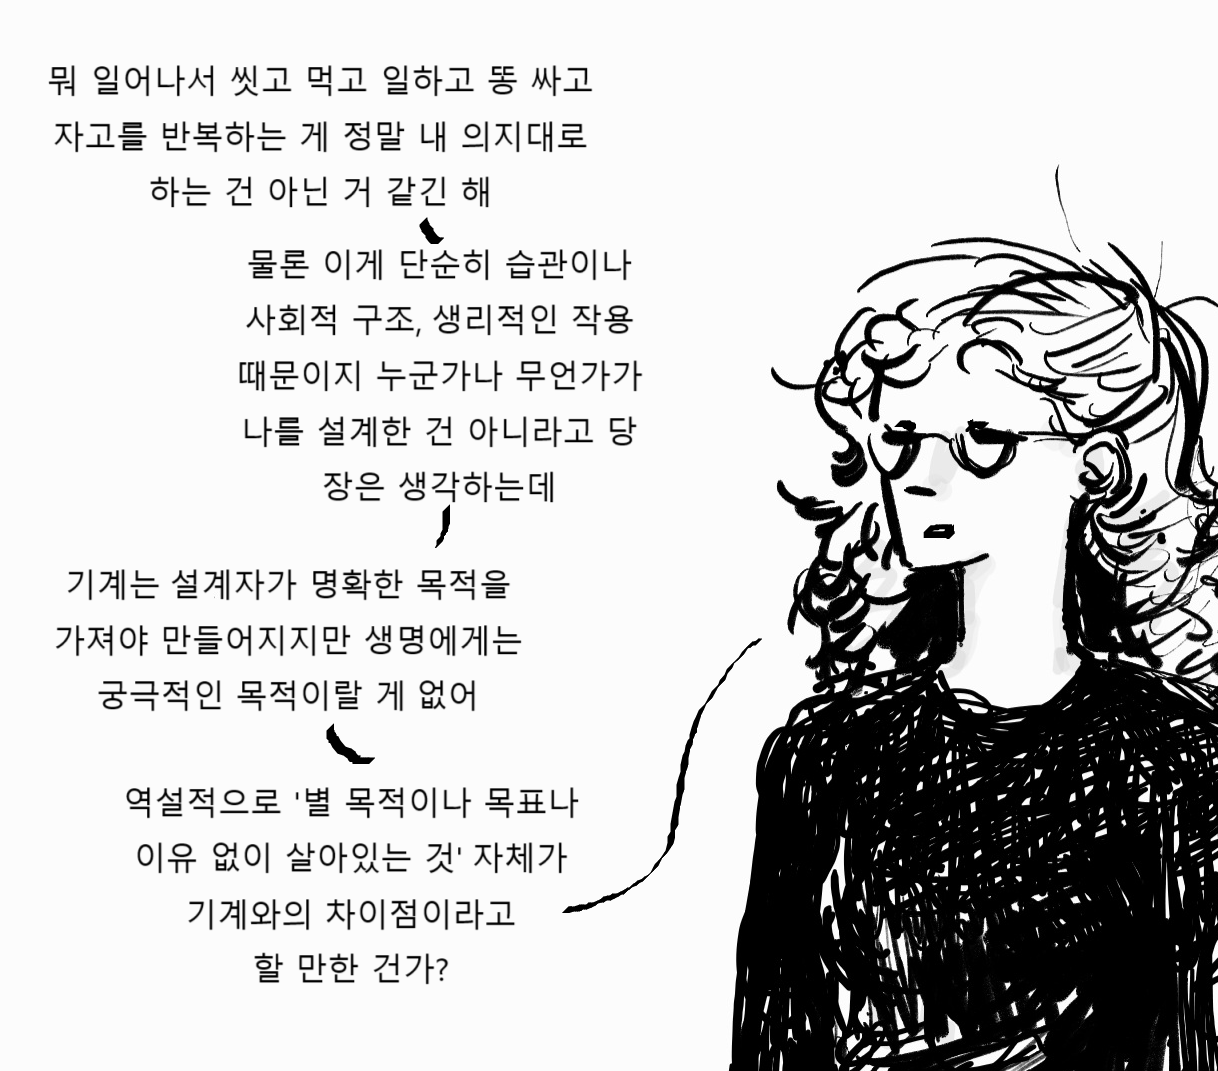 뭐 일어나서 씻고 먹고 일하고 똥 싸고
자고를 반복하는 게 정말 내 의지대로
하는 건 아닌 거 같긴 해
물론 이게 단순히 습관이나
사회적 구조, 생리적인 작용
때문이지 누군가나 무언가가
나를 설계한 건 아니라고 당
장은 생각하는데
기계는 설계자가 명확한 목적을
가져야 만들어지지만 생명에게는
궁극적인 목적이랄 게 없어
역설적으로 '별 목적이나 목표나
이유 없이 살아있는 것' 자체가
기계와의 차이점이라고
할 만한 건가?